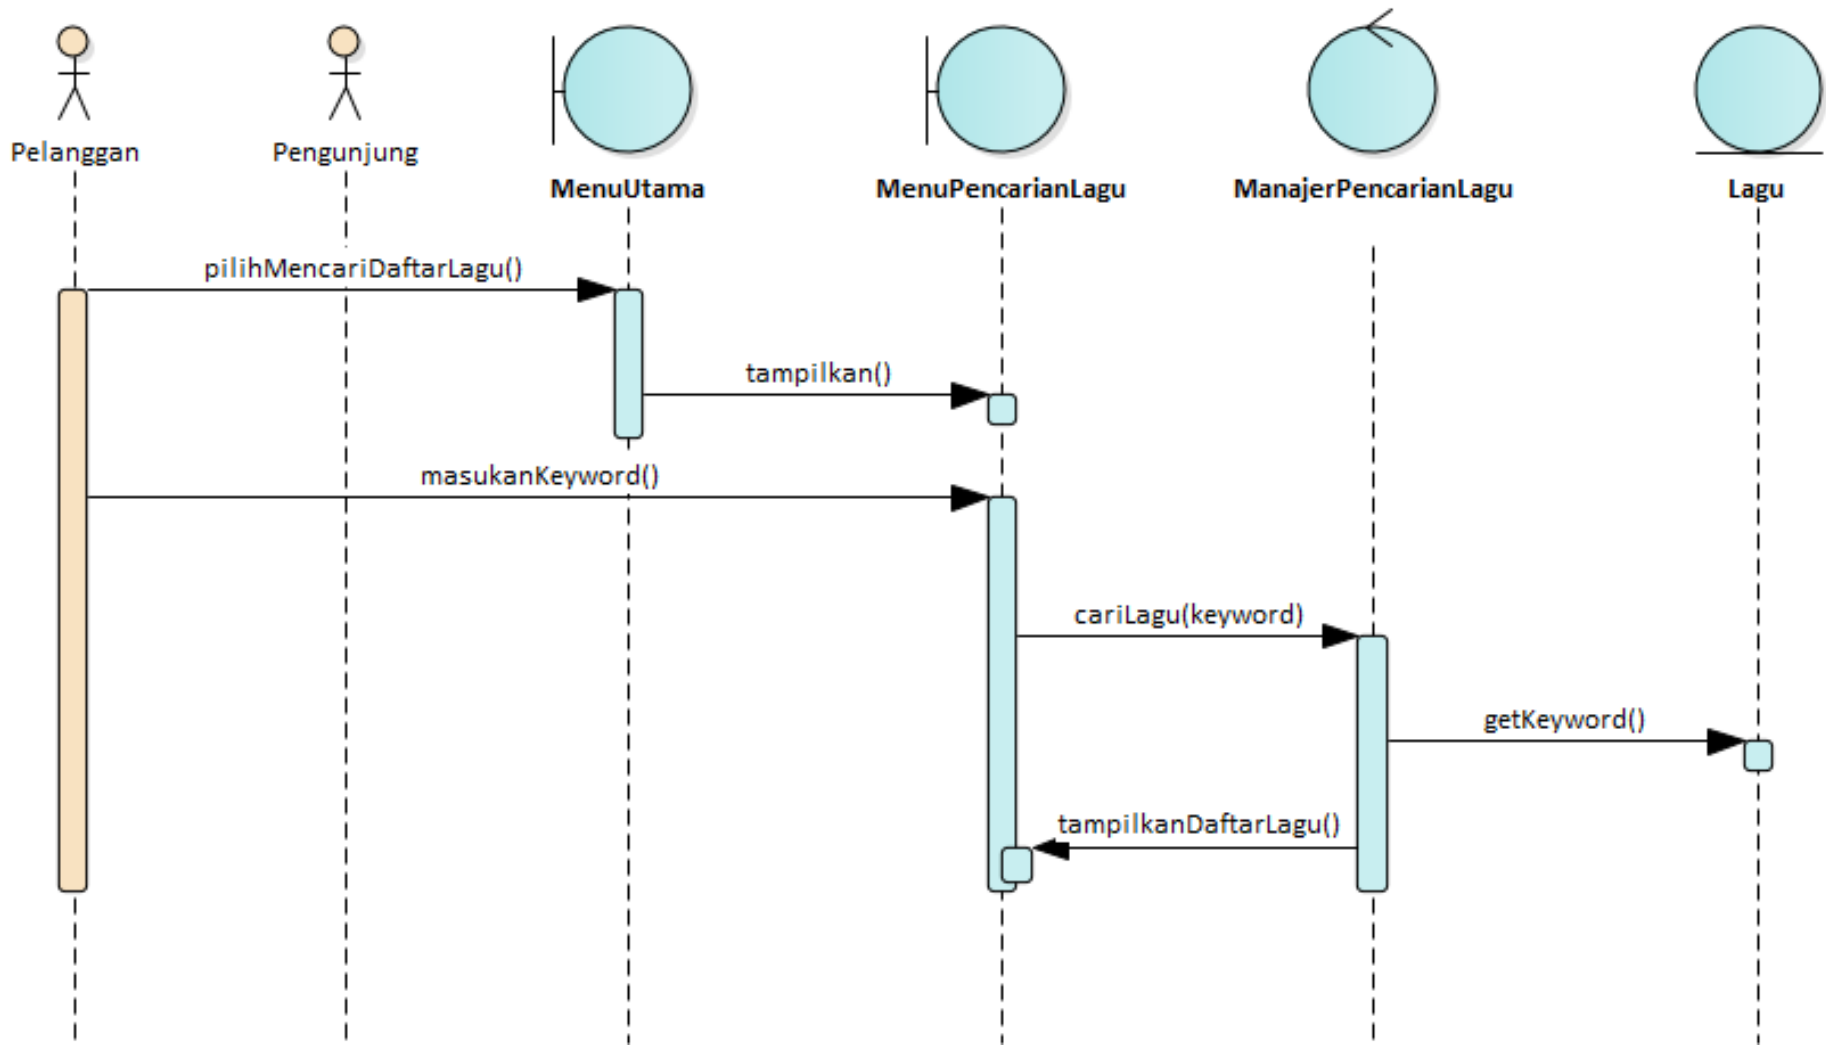 Pelanggan
Pengunjung
MenuUtama
MenuPencarianLagu
ManajerPencarianLagu
Lagu
pilihMencariDaftarLagu()
tampilkan()
masukanKeyword()
cariLagu(keyword)
getKeyword()
tampilkanDaftarLagu()